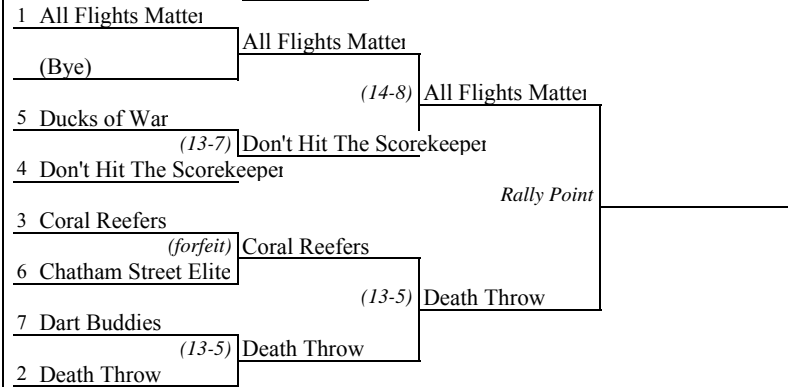 1 All Flights Matter
All Flights Matter
(Bye)
(14-8) All Flights Matter
5 Ducks of War
(13-7) Don't Hit The Scorekeeper
4 Don't Hit The Scorekeeper
Rally Point
3 Coral Reefers
(forfeit) Coral Reefers
6 Chatham Street Elite
(13-5) Death Throw
7 Dart Buddies
(13-5) Death Throw
2 Death Throw